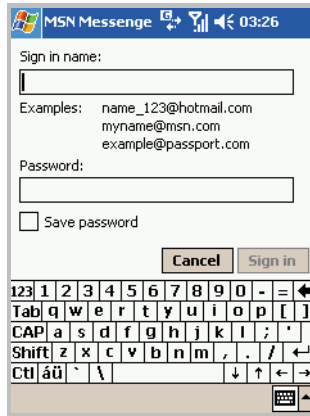 MSN Messenge 03:26
Sign in name:
Examples: name_123@hotmail.com
myname@msn.com
example@passport.com
Password:
Save password
Cancel Sign in
123 1 2 3 4 5 6 7 8 9 0 - =
Tab q w e r t y u i o p [ ]
CAP a s d f g h j k l ; '
Shift z x c v b n m , . /
Ctl áü ` \